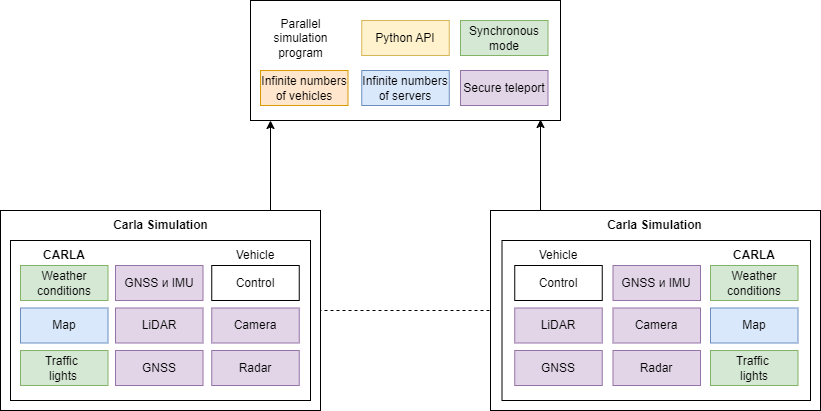 Parallel
simulation
program
Python API
Synchronous
mode
Infinite numbers
of vehicles
Infinite numbers
of servers
Secure teleport
Carla Simulation
CARLA
Vehicle
Weather
conditions
GNSS и IMU
Control
Map
LiDAR
Camera
Traffic
lights
GNSS
Radar
Carla Simulation
Vehicle
CARLA
Control
GNSS и IMU
Weather
conditions
LiDAR
Camera
Map
GNSS
Radar
Traffic
lights